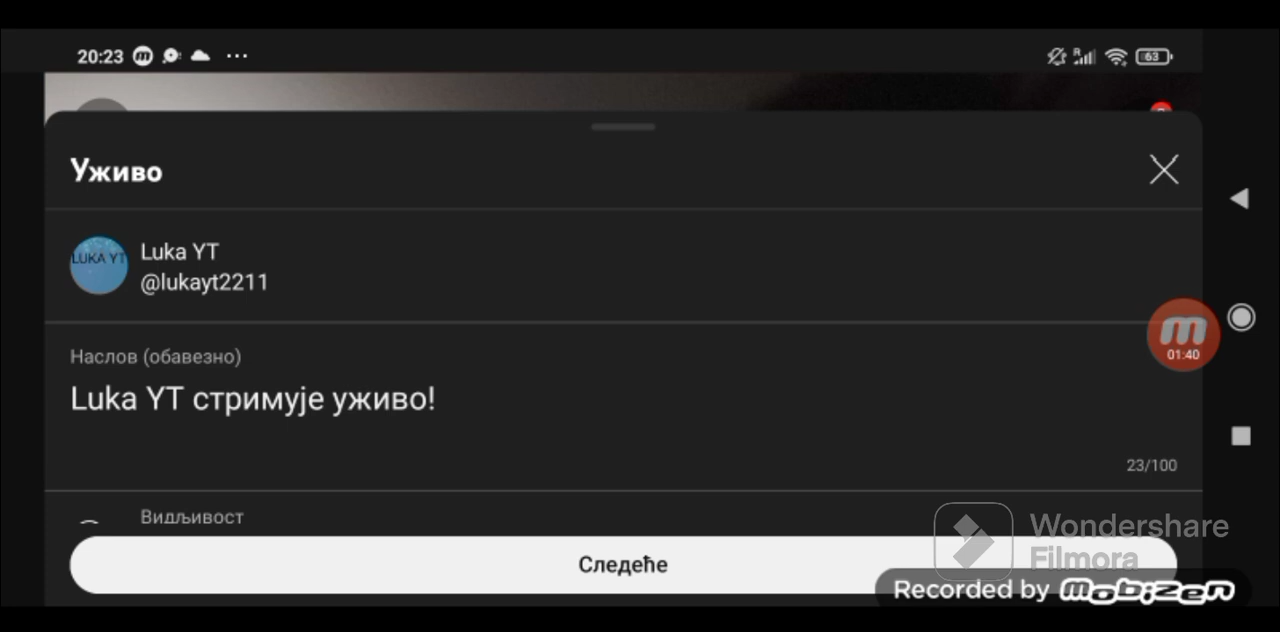 20:23
63
Уживо
LUKA YT
Luka YT
@lukayt2211
01:40
Наслов (обавезно)
Luka YT стримује уживо!
23/100
Видљивост
Следеће
Wondershare
Filmora
Recorded by mobizen